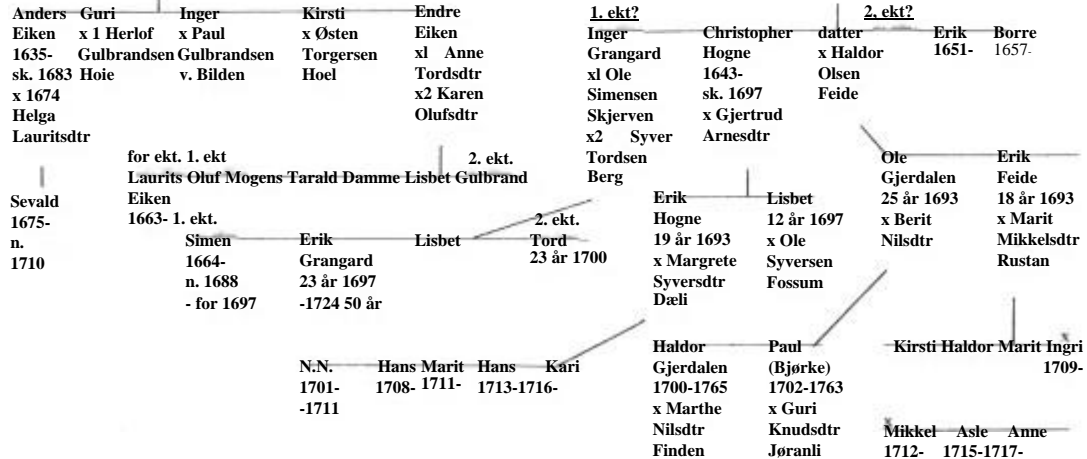 Anders Guri Inger Kirsti Endre
Eiken x 1 Herlof x Paul x Østen Eiken
1635- Gulbrandsen Gulbrandsen Torgersen xl Anne
sk. 1683 Hoie v. Bilden Hoel Tordsdtr
x 1674 x2 Karen
Helga Olufsdtr
Lauritsdtr
1. ekt? 2, ekt?
Inger Christopher datter Erik Borre
Grangard Hogne x Haldor 1651- 1657-
xl Ole 1643- Olsen
Simensen sk. 1697 Feide
Skjerven x Gjertrud
x2 Syver Arnesdtr
Tordsen
Berg
for ekt. 1. ekt 2. ekt.
Laurits Oluf Mogens Tarald Damme Lisbet Gulbrand
Eiken
1663- 1. ekt. 2. ekt.
Sevald
1675-
n.
1710
Simen Erik Lisbet Tord
1664- Grangard 23 år 1700
n. 1688 23 år 1697
- for 1697 -1724 50 år
Erik Lisbet
Hogne 12 år 1697
19 år 1693 x Ole
x Margrete Syversen
Syversdtr Fossum
Dæli
Ole Erik
Gjerdalen Feide
25 år 1693 18 år 1693
x Berit x Marit
Nilsdtr Mikkelsdtr
Rustan
N.N. Hans Marit Hans Kari
1701- 1708- 1711- 1713-1716-
-1711
Haldor Paul
Gjerdalen (Bjørke)
1700-1765 1702-1763
x Marthe x Guri
Nilsdtr Knudsdtr
Finden Jøranli
x
Kirsti Haldor Marit Ingri
1709-
x
Mikkel Asle Anne
1712- 1715-1717-